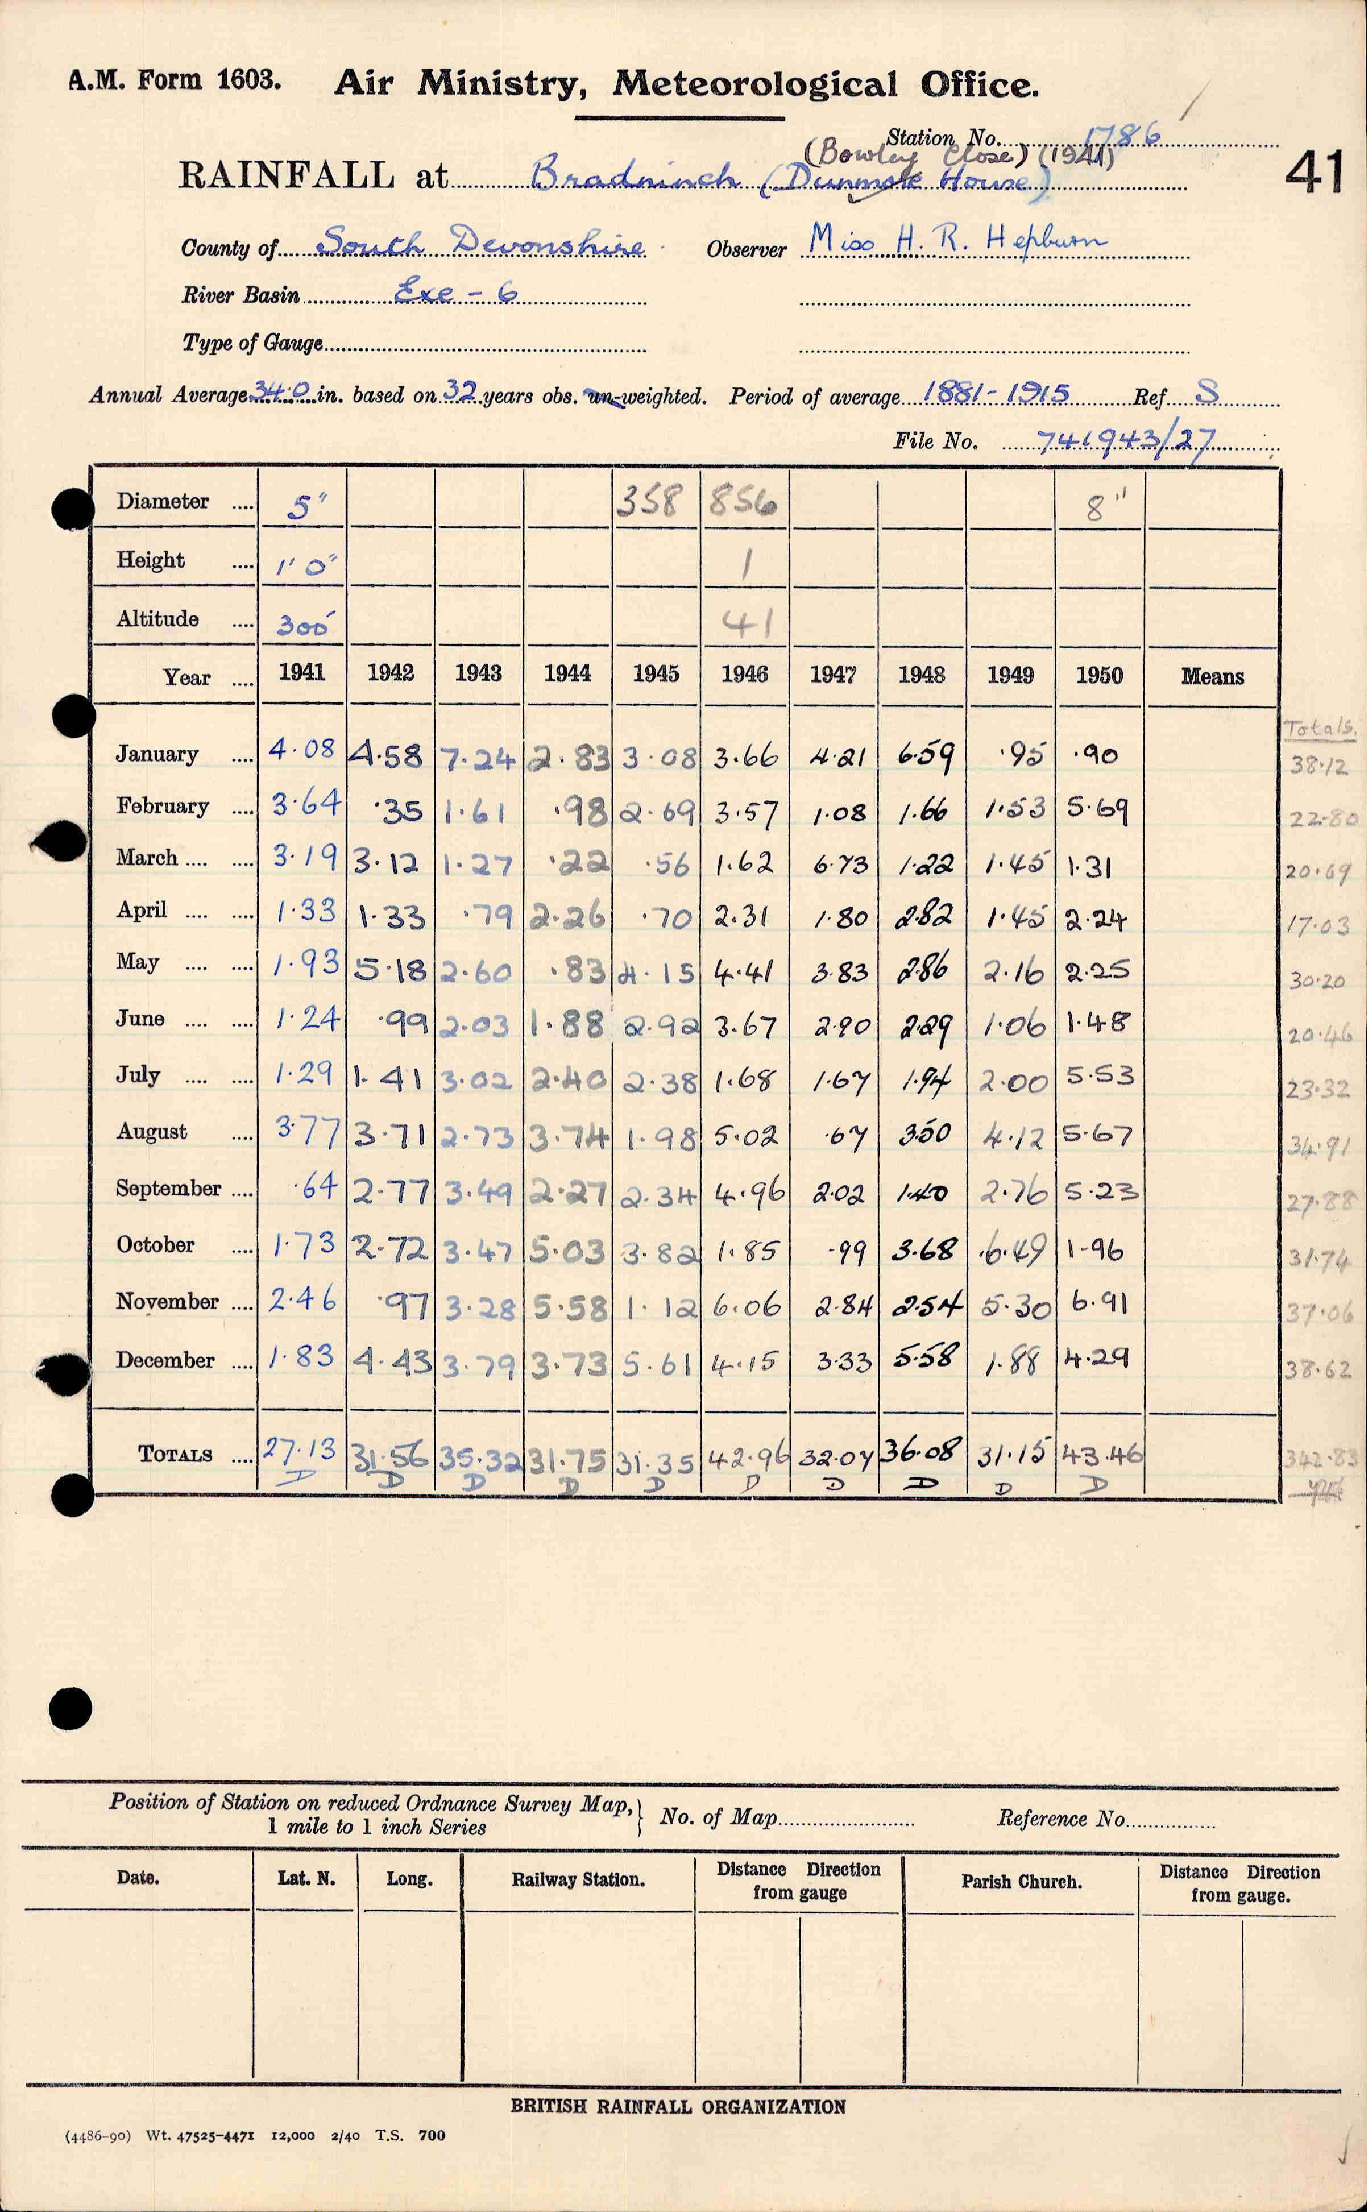 A.M. Form 1603. Air Ministry, Meteorological Office.
Station No. 1786
(Bowley Close) (1941)
RAINFALL at Bradninch (Dunmore House)
41
County of South Devonshire. Observer Miss H. R. Hepburn
River Basin Exe - 6
Type of Gauge
Annual Average 34.0 in. based on 32 years obs. un-weighted. Period of average 1881-1915 Ref S
File No. 741943/27
Diameter .... 5" 358 856 8"
Height .... 1' 0" 1
Altitude .... 300' 41
Year .... 1941 1942 1943 1944 1945 1946 1947 1948 1949 1950 Means
Totals.
January .... 4.08 4.58 7.24 2.83 3.08 3.66 4.21 6.59 .95 .90 38.12
February .... 3.64 .35 1.61 .98 2.69 3.57 1.08 1.66 1.53 5.69 22.80
March .... .... 3.19 3.12 1.27 .22 .56 1.62 6.73 1.22 1.45 1.31 20.69
April .... .... 1.33 1.33 .79 2.26 .70 2.31 1.80 2.82 1.45 2.24 17.03
May .... .... 1.93 5.18 2.60 .83 4.15 4.41 3.83 2.86 2.16 2.25 30.20
June .... .... 1.24 .99 2.03 1.88 2.92 3.67 2.90 2.29 1.06 1.48 20.46
July .... .... 1.29 1.41 3.02 2.40 2.38 1.68 1.67 1.94 2.00 5.53 23.32
August .... 3.77 3.71 2.73 3.74 1.98 5.02 .67 3.50 4.12 5.67 34.91
September .... .64 2.77 3.49 2.27 2.34 4.96 2.02 1.40 2.76 5.23 27.88
October .... 1.73 2.72 3.47 5.03 3.82 1.85 .99 3.68 6.49 1.96 31.74
November .... 2.46 .97 3.28 5.58 1.12 6.06 2.84 2.54 5.30 6.91 37.06
December .... 1.83 4.43 3.79 3.73 5.61 4.15 3.33 5.58 1.88 4.29 38.62
TOTALS .... 27.13 31.56 35.32 31.75 31.35 42.96 32.07 36.08 31.15 43.46 342.83
D D D D D D D D D D
Position of Station on reduced Ordnance Survey Map,} No. of Map Reference No.
1 mile to 1 inch Series
Date. Lat. N. Long. Railway Station. Distance Direction from gauge Parish Church. Distance Direction from gauge.
BRITISH RAINFALL ORGANIZATION
(4486-90) Wt. 47525-4471 12,000 2/40 T.S. 700